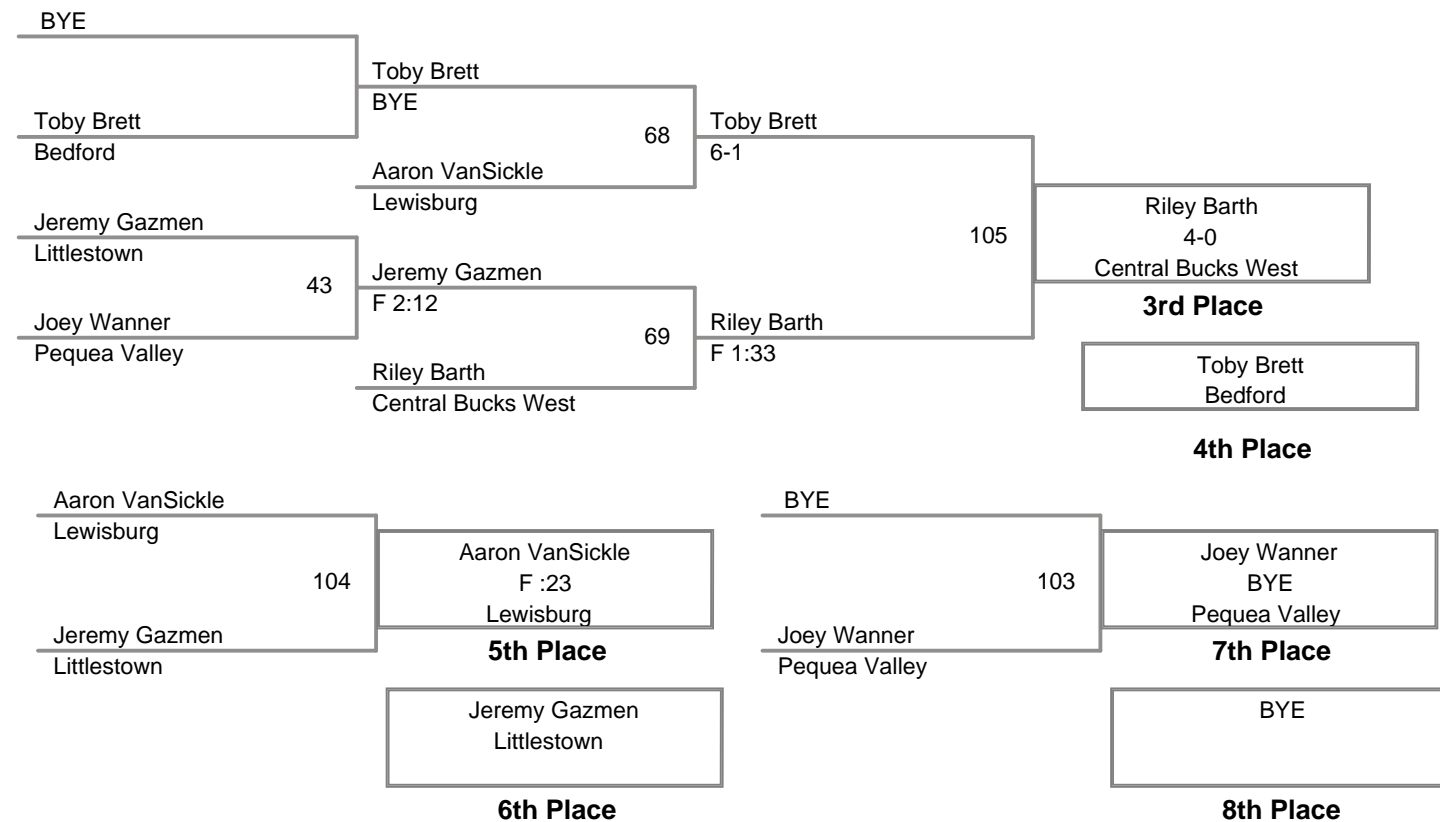 BYE
Toby Brett
BYE
Toby Brett
Bedford
68
Toby Brett
6-1
Aaron VanSickle
Lewisburg
Jeremy Gazmen
Littlestown
43
Jeremy Gazmen
F 2:12
Joey Wanner
Pequea Valley
69
Riley Barth
F 1:33
Riley Barth
Central Bucks West
105
Riley Barth
4-0
Central Bucks West
3rd Place
Toby Brett
Bedford
4th Place
Aaron VanSickle
Lewisburg
104
Jeremy Gazmen
Littlestown
Aaron VanSickle
F :23
Lewisburg
5th Place
Jeremy Gazmen
Littlestown
6th Place
BYE
103
Joey Wanner
Pequea Valley
Joey Wanner
BYE
Pequea Valley
7th Place
BYE
8th Place